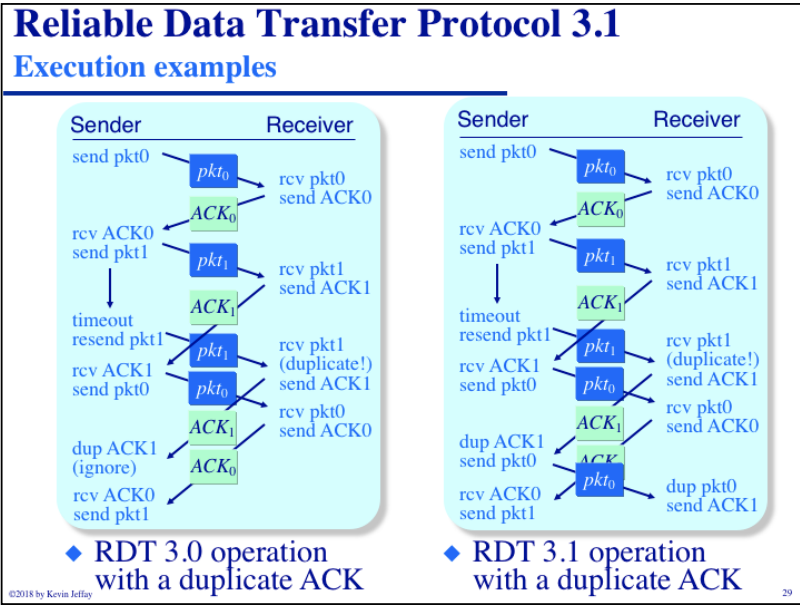 Reliable Data Transfer Protocol 3.1
Execution examples
Sender
Receiver
send pkt0
pkt0
rcv pkt0
send ACK0
ACK0
rcv ACK0
send pkt1
pkt1
rcv pkt1
send ACK1
ACK1
timeout
resend pkt1
pkt1
rcv pkt1
(duplicate!)
send ACK1
rcv ACK1
send pkt0
pkt0
rcv pkt0
send ACK0
ACK1
dup ACK1
(ignore)
ACK0
rcv ACK0
send pkt1
◆ RDT 3.0 operation
with a duplicate ACK
Sender
Receiver
send pkt0
pkt0
rcv pkt0
send ACK0
ACK0
rcv ACK0
send pkt1
pkt1
rcv pkt1
send ACK1
ACK1
timeout
resend pkt1
pkt1
rcv pkt1
(duplicate!)
send ACK1
rcv ACK1
send pkt0
pkt0
rcv pkt0
send ACK0
ACK1
dup ACK1
send pkt0
pkt0
dup pkt0
send ACK1
rcv ACK0
send pkt1
◆ RDT 3.1 operation
with a duplicate ACK
©2018 by Kevin Jeffay
29